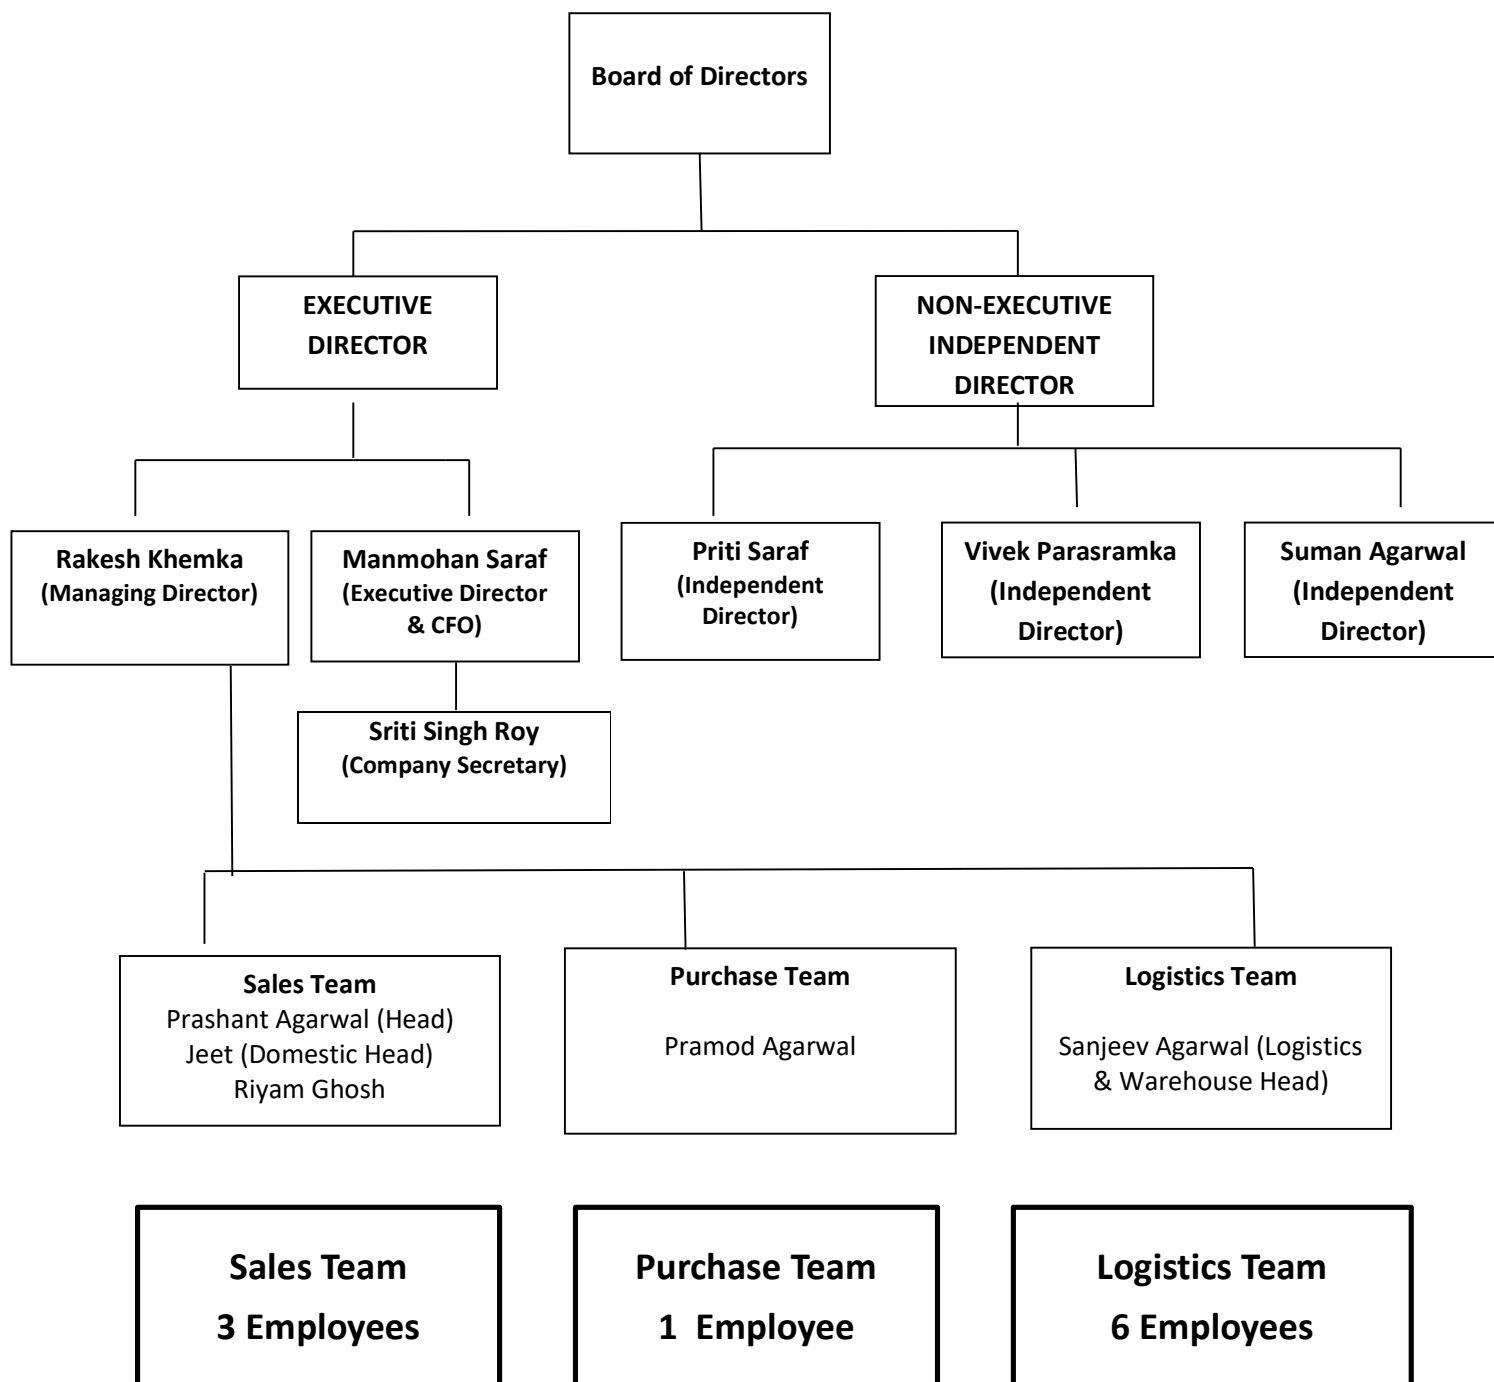 Board of Directors
EXECUTIVE
DIRECTOR
NON-EXECUTIVE
INDEPENDENT
DIRECTOR
Rakesh Khemka
(Managing Director)
Manmohan Saraf
(Executive Director
& CFO)
Priti Saraf
(Independent
Director)
Vivek Parasramka
(Independent
Director)
Suman Agarwal
(Independent
Director)
Sriti Singh Roy
(Company Secretary)
Sales Team
Prashant Agarwal (Head)
Jeet (Domestic Head)
Riyam Ghosh
Purchase Team
Pramod Agarwal
Logistics Team
Sanjeev Agarwal (Logistics
& Warehouse Head)
Sales Team
3 Employees
Purchase Team
1 Employee
Logistics Team
6 Employees